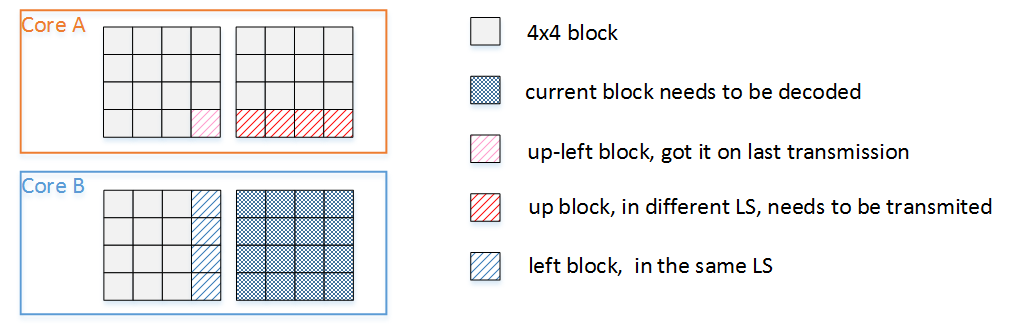 Core A
4x4 block
current block needs to be decoded
up-left block, got it on last transmission
Core B
up block, in different LS, needs to be transmited
left block,  in the same LS